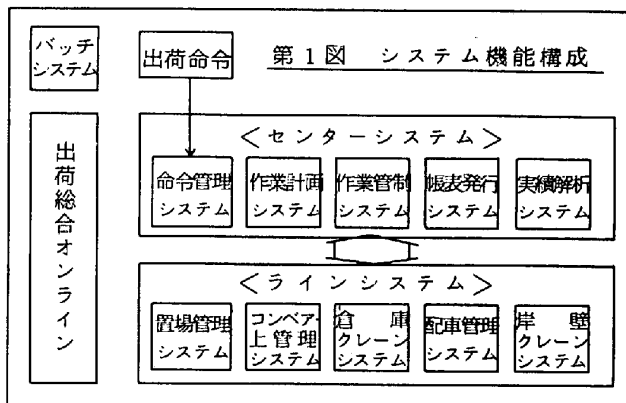 バッチ
システム
出荷命令
第1図 システム機能構成
出荷総合オンライン
<センターシステム>
命令管理
システム
作業計画
システム
作業管制
システム
帳表発行
システム
実績解析
システム
<ラインシステム>
置場管理
システム
コンベアー
上管理
システム
倉庫
クレーン
システム
配車管理
システム
岸壁
クレーン
システム